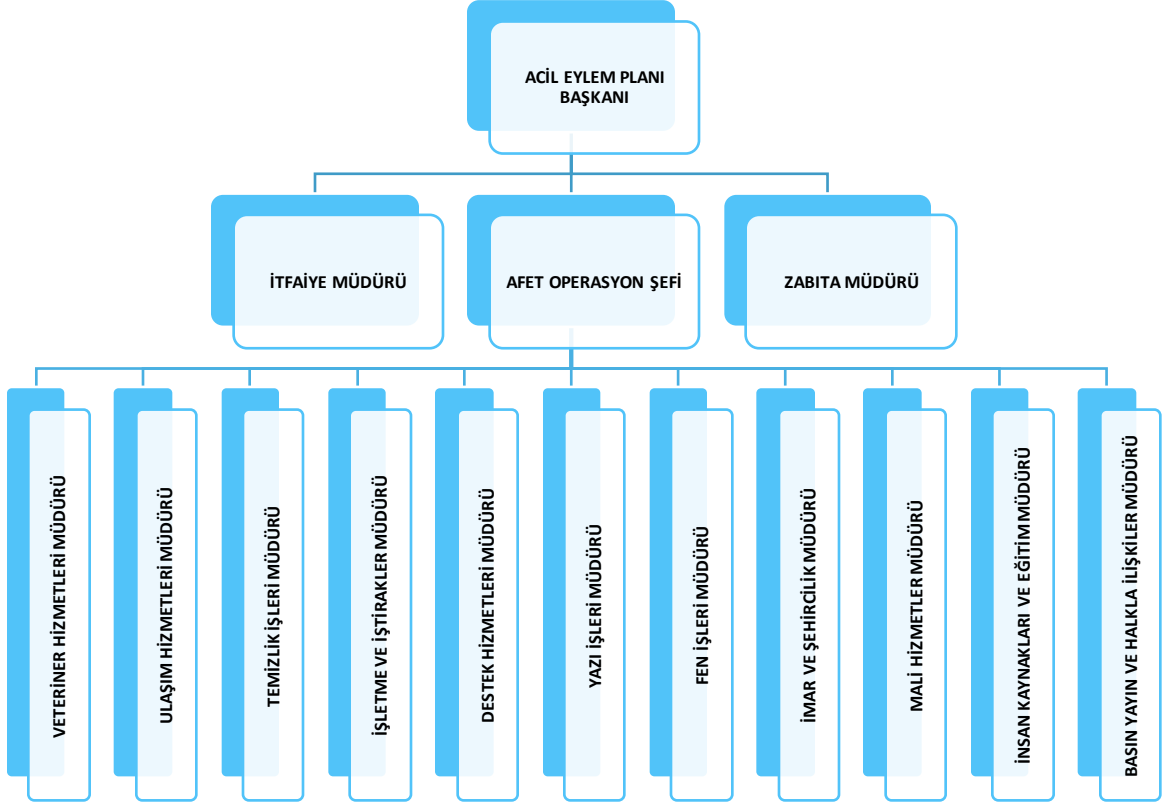 ACİL EYLEM PLANI
BAŞKANI
İTFAİYE MÜDÜRÜ
AFET OPERASYON ŞEFİ
ZABITA MÜDÜRÜ
VETERİNER HİZMETLERİ MÜDÜRÜ
ULAŞIM HİZMETLERİ MÜDÜRÜ
TEMİZLİK İŞLERİ MÜDÜRÜ
İŞLETME VE İŞTİRAKLER MÜDÜRÜ
DESTEK HİZMETLERİ MÜDÜRÜ
YAZI İŞLERİ MÜDÜRÜ
FEN İŞLERİ MÜDÜRÜ
İMAR VE ŞEHİRCİLİK MÜDÜRÜ
MALİ HİZMETLER MÜDÜRÜ
İNSAN KAYNAKLARI VE EĞİTİM MÜDÜRÜ
BASIN YAYIN VE HALKLA İLİŞKİLER MÜDÜRÜ